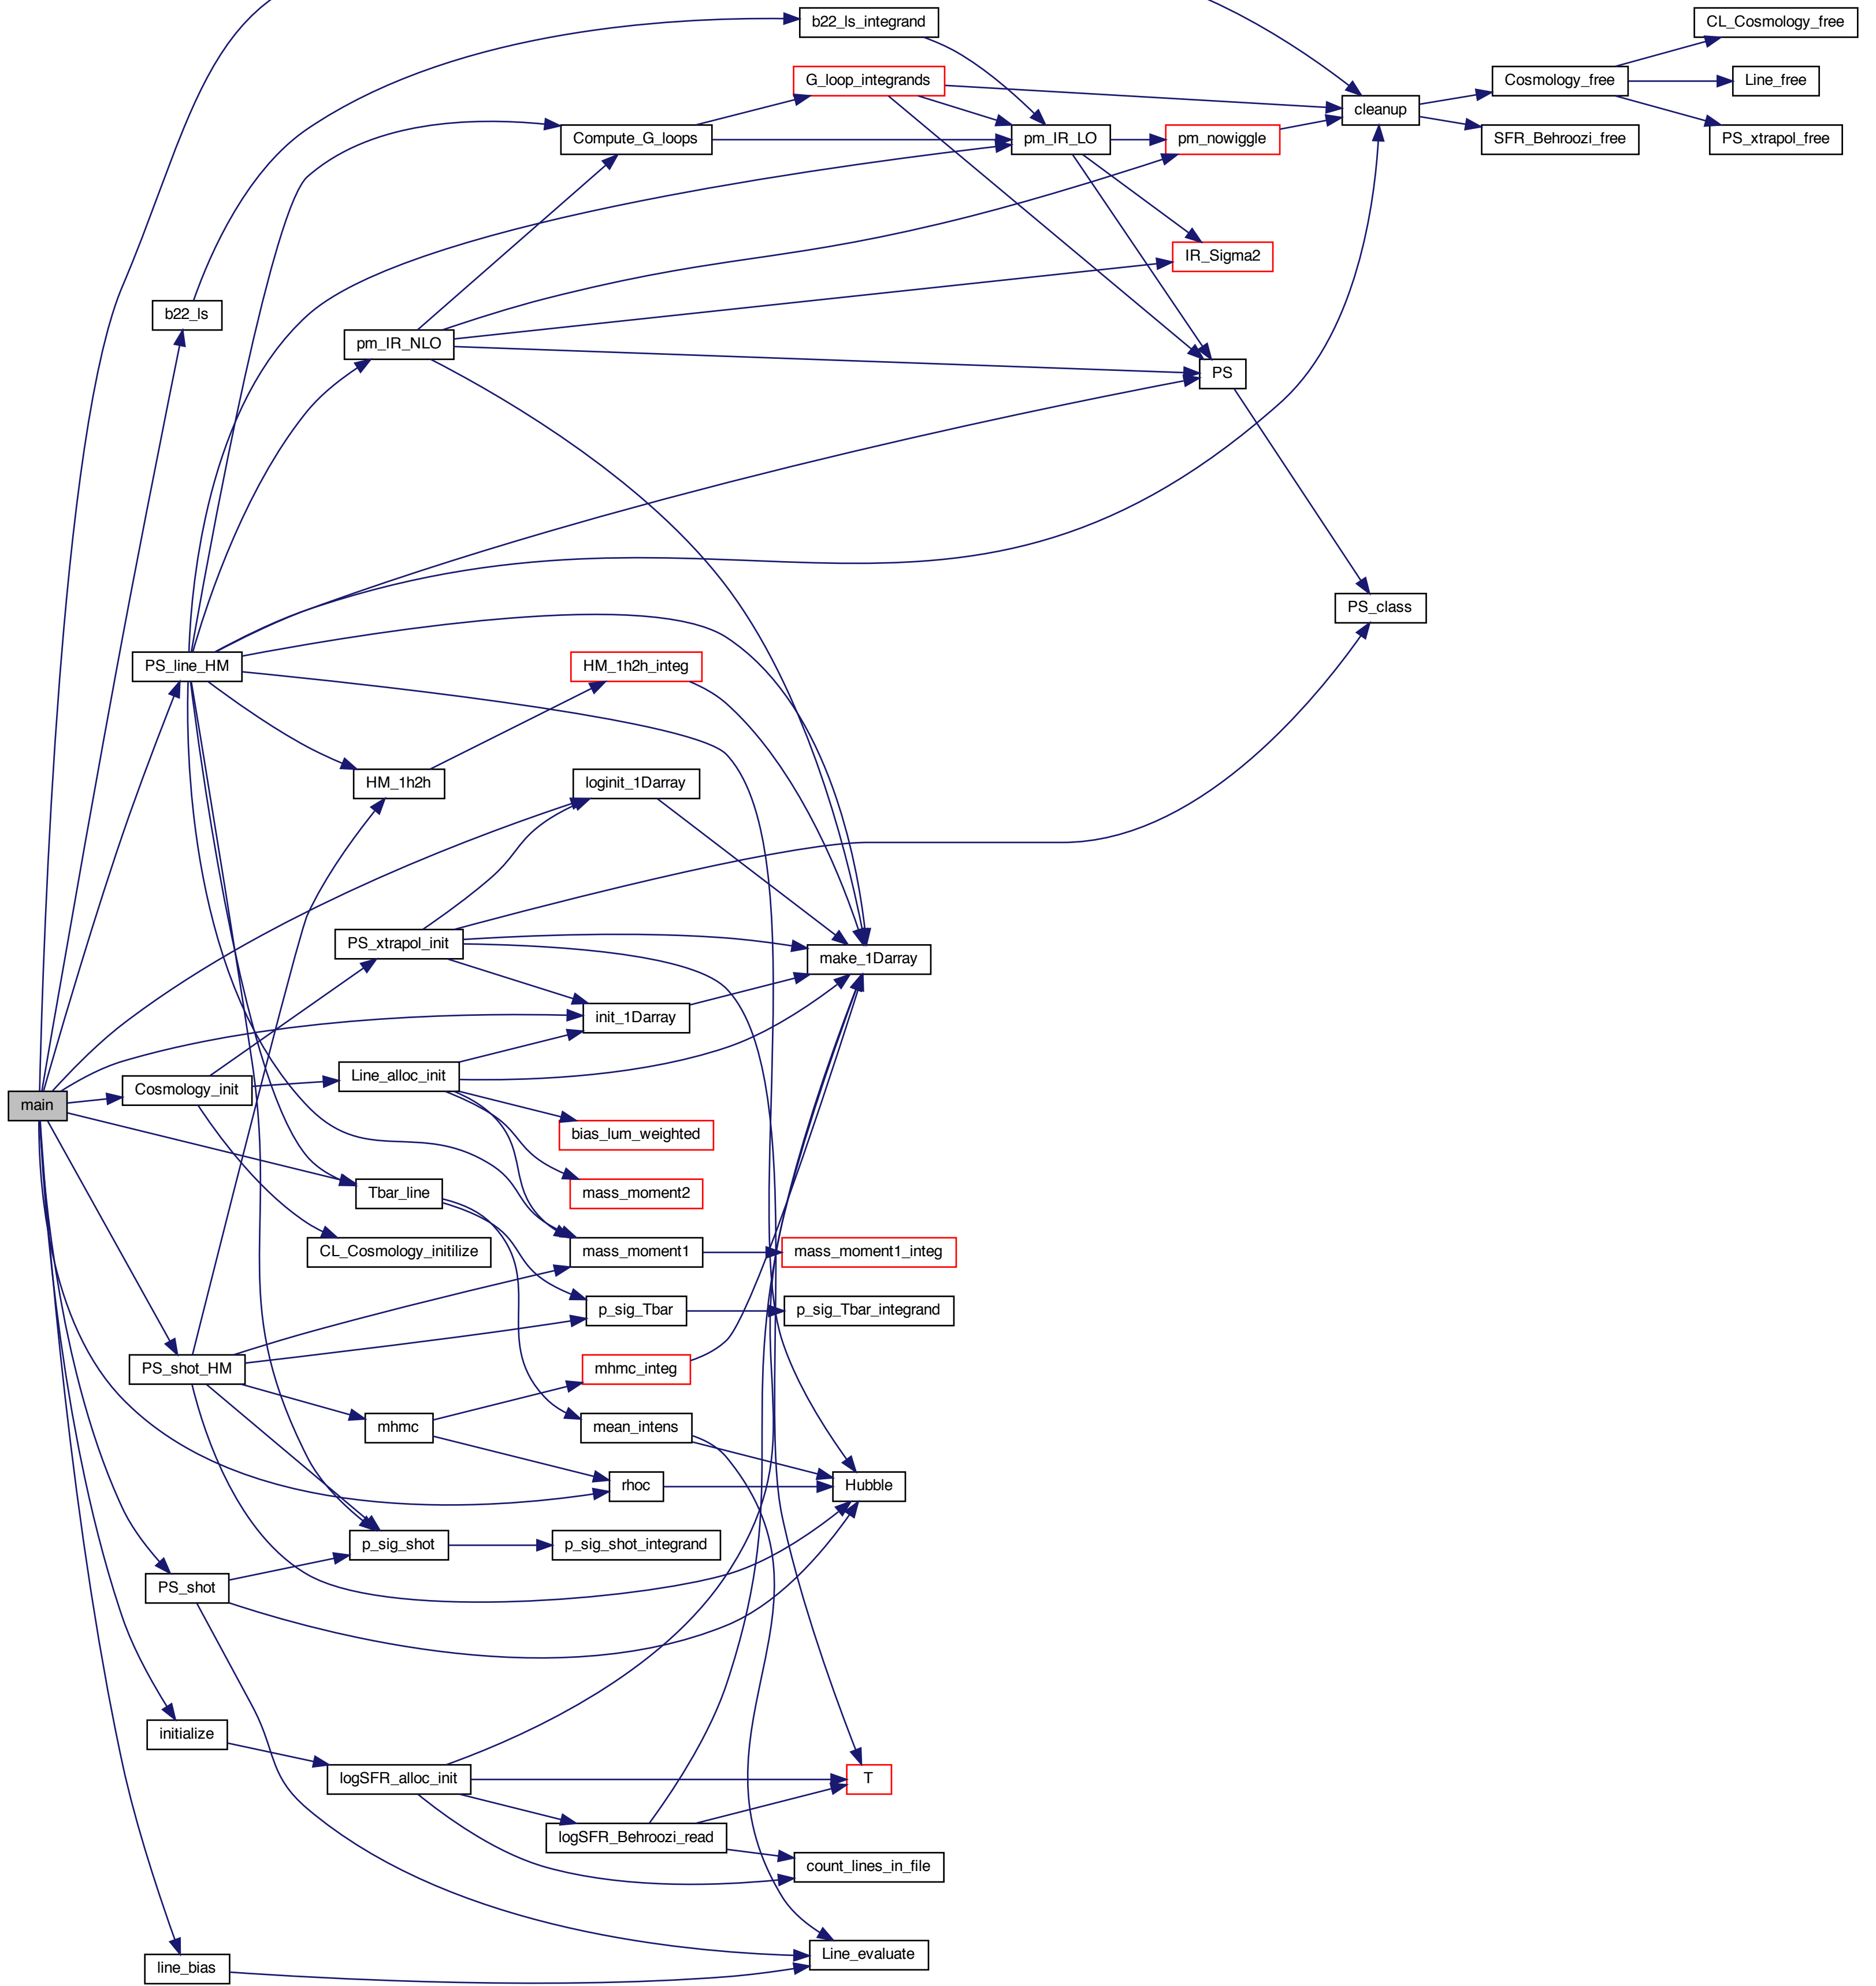 b22_ls_integrand
CL_Cosmology_free
G_loop_integrands
Cosmology_free
Line_free
cleanup
Compute_G_loops
pm_IR_LO
pm_nowiggle
SFR_Behroozi_free
PS_xtrapol_free
IR_Sigma2
b22_ls
pm_IR_NLO
PS
PS_class
PS_line_HM
HM_1h2h_integ
HM_1h2h
loginit_1Darray
PS_xtrapol_init
make_1Darray
init_1Darray
Line_alloc_init
Cosmology_init
main
bias_lum_weighted
Tbar_line
mass_moment2
CL_Cosmology_initilize
mass_moment1
mass_moment1_integ
p_sig_Tbar
p_sig_Tbar_integrand
PS_shot_HM
mhmc_integ
mhmc
mean_intens
rhoc
Hubble
p_sig_shot
p_sig_shot_integrand
PS_shot
initialize
logSFR_alloc_init
T
logSFR_Behroozi_read
count_lines_in_file
Line_evaluate
line_bias